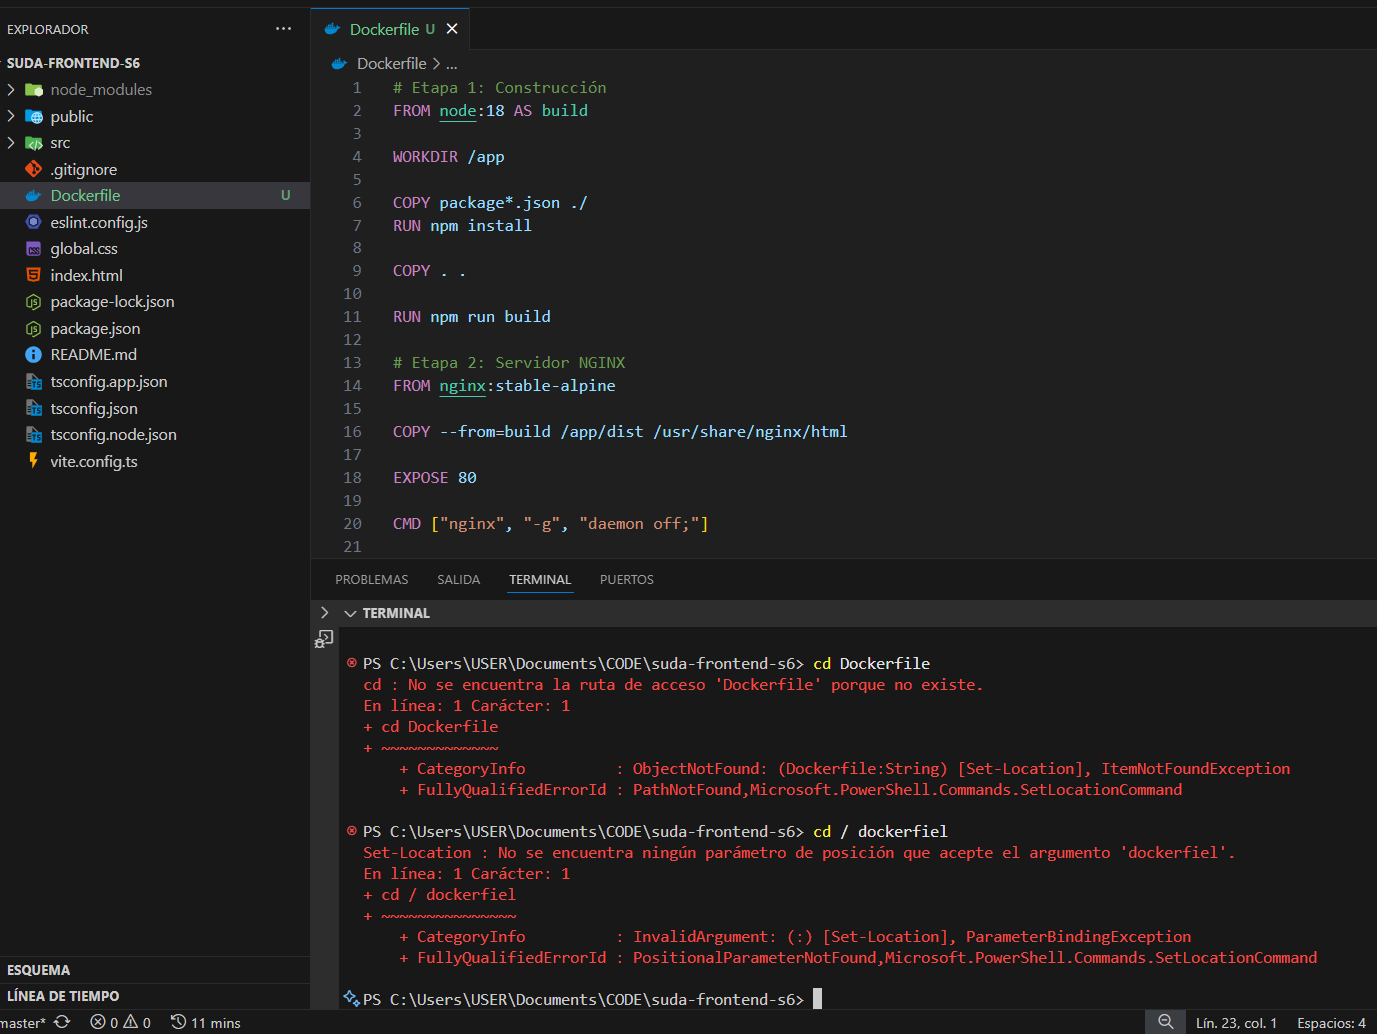 EXPLORADOR
SUDA-FRONTEND-S6
node_modules
public
src
.gitignore
Dockerfile U
eslint.config.js
global.css
index.html
package-lock.json
package.json
README.md
tsconfig.app.json
tsconfig.json
tsconfig.node.json
vite.config.ts
ESQUEMA
LÍNEA DE TIEMPO
Dockerfile U
Dockerfile > ...
1 # Etapa 1: Construcción
2 FROM node:18 AS build
3
4 WORKDIR /app
5
6 COPY package*.json ./
7 RUN npm install
8
9 COPY . .
10
11 RUN npm run build
12
13 # Etapa 2: Servidor NGINX
14 FROM nginx:stable-alpine
15
16 COPY --from=build /app/dist /usr/share/nginx/html
17
18 EXPOSE 80
19
20 CMD ["nginx", "-g", "daemon off;"]
21
PROBLEMAS SALIDA TERMINAL PUERTOS
TERMINAL
PS C:\Users\USER\Documents\CODE\suda-frontend-s6> cd Dockerfile
cd : No se encuentra la ruta de acceso 'Dockerfile' porque no existe.
En línea: 1 Carácter: 1
+ cd Dockerfile
+ ~~~~~~~~~~~~~
+ CategoryInfo : ObjectNotFound: (Dockerfile:String) [Set-Location], ItemNotFoundException
+ FullyQualifiedErrorId : PathNotFound,Microsoft.PowerShell.Commands.SetLocationCommand
PS C:\Users\USER\Documents\CODE\suda-frontend-s6> cd / dockerfiel
Set-Location : No se encuentra ningún parámetro de posición que acepte el argumento 'dockerfiel'.
En línea: 1 Carácter: 1
+ cd / dockerfiel
+ ~~~~~~~~~~~~~~~
+ CategoryInfo : InvalidArgument: (:) [Set-Location], ParameterBindingException
+ FullyQualifiedErrorId : PositionalParameterNotFound,Microsoft.PowerShell.Commands.SetLocationCommand
PS C:\Users\USER\Documents\CODE\suda-frontend-s6>
master* 0 0 11 mins Lín. 23, col. 1 Espacios: 4